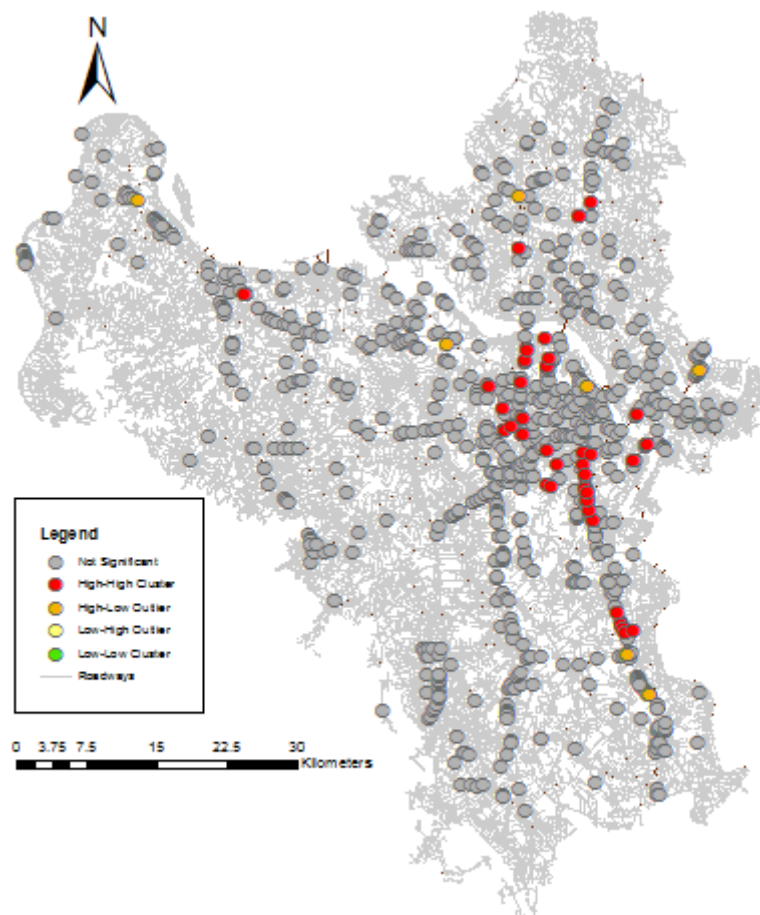 N
Legend
Not Significant
High-High Cluster
High-Low Outlier
Low-High Outlier
Low-Low Cluster
Roadways
0 3.75 7.5 15 22.5 30
Kilometers